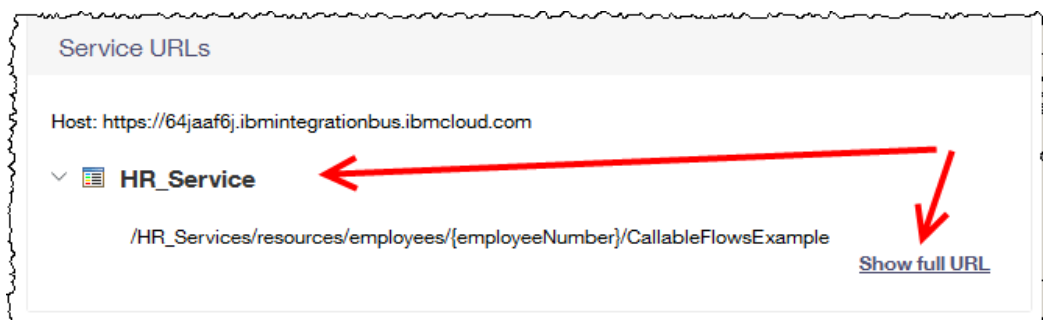 Service URLs
Host: https://64jaaf6j.ibmintegrationbus.ibmcloud.com
HR_Service
/HR_Services/resources/employees/{employeeNumber}/CallableFlowsExample
Show full URL